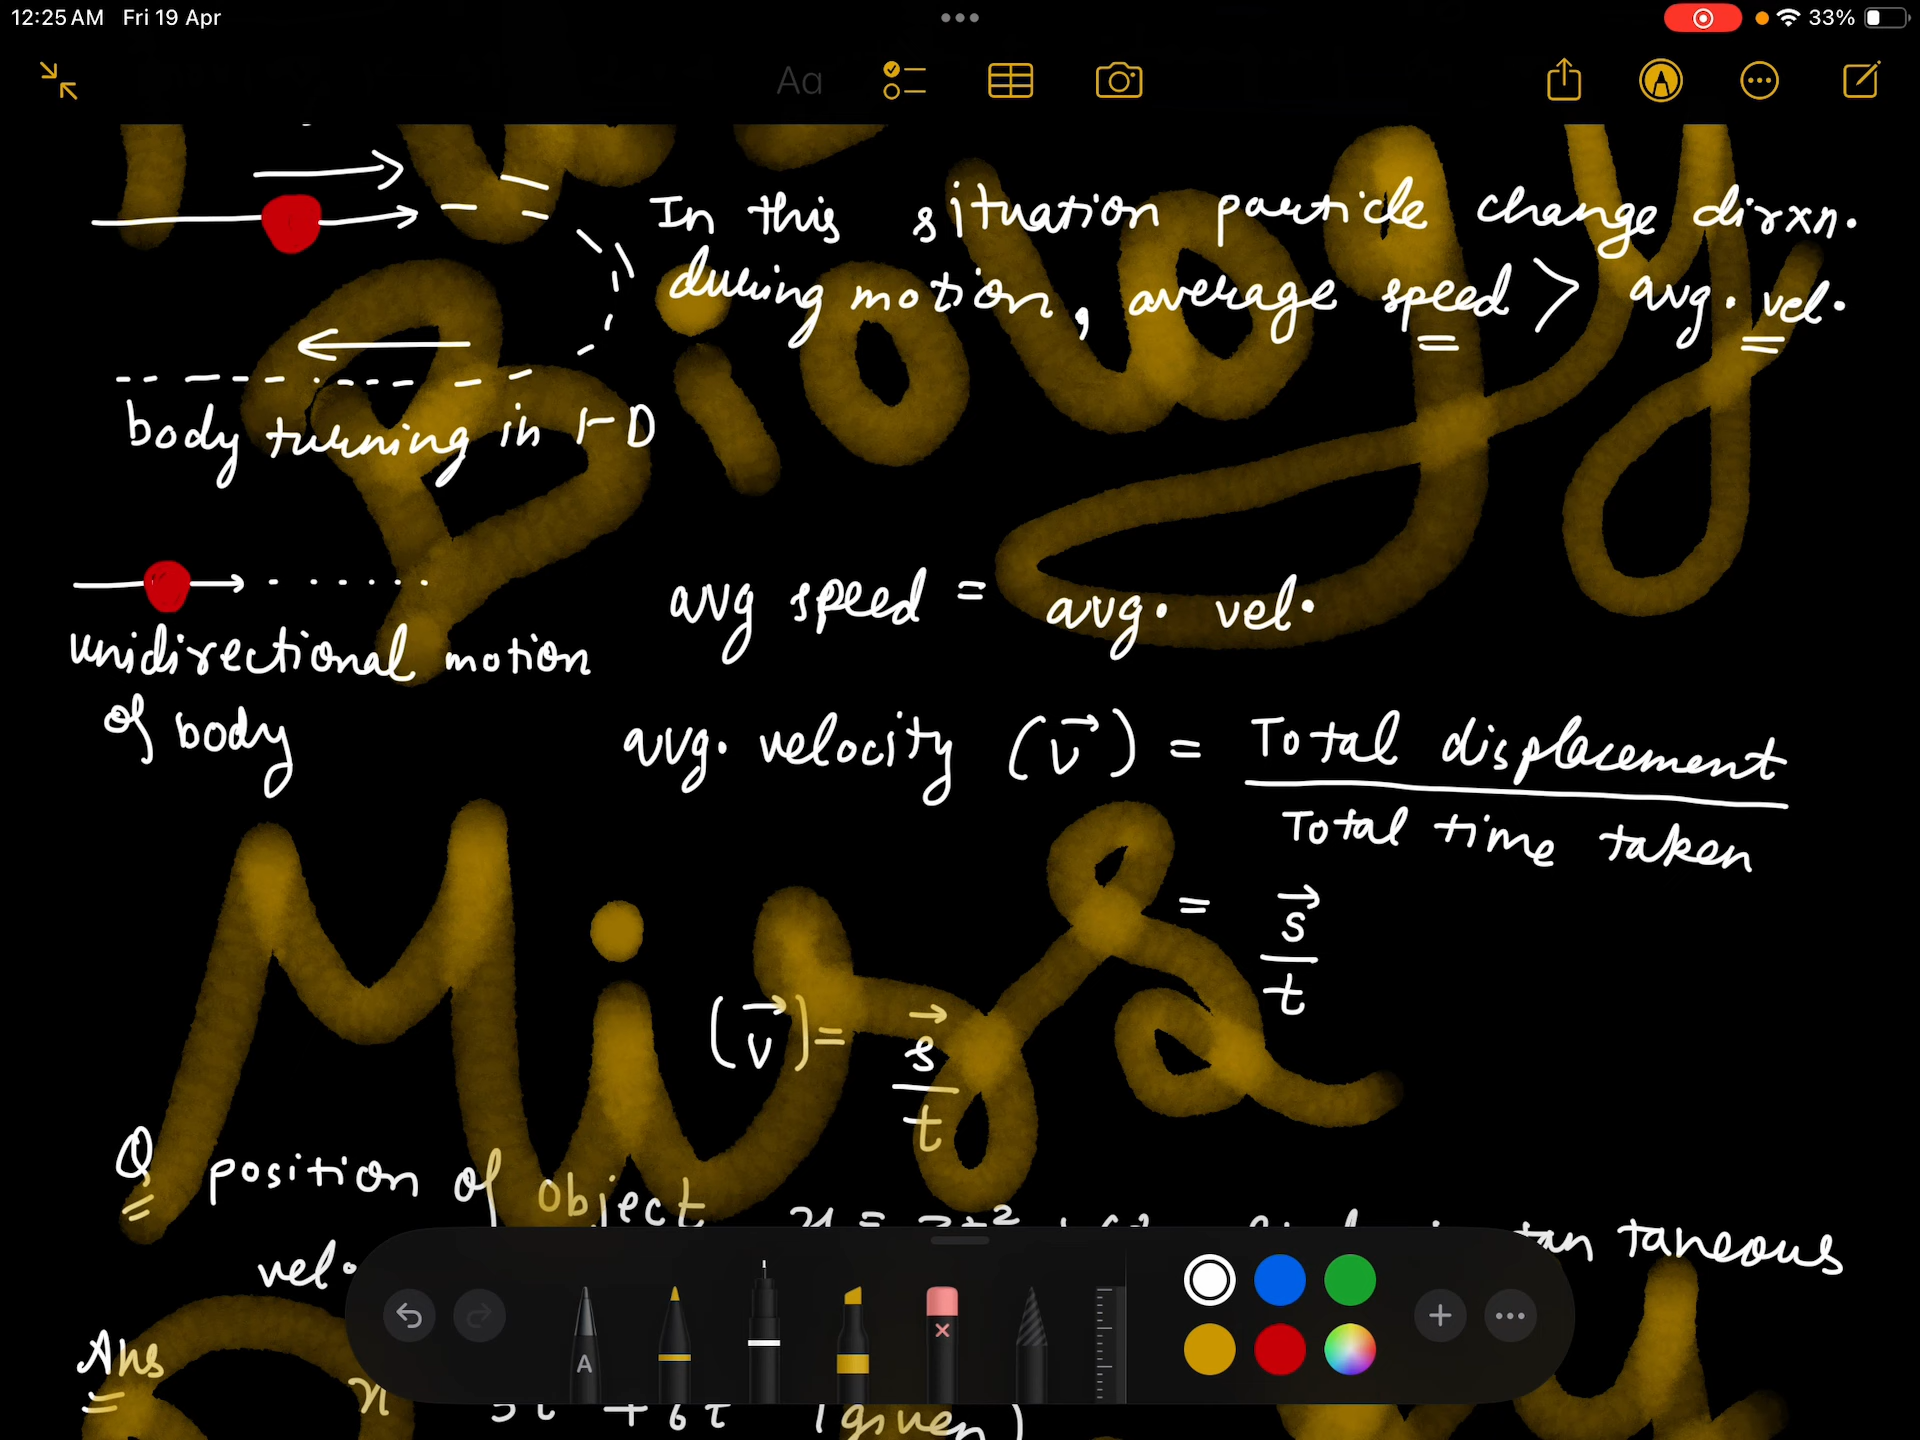 12:25 AM Fri 19 Apr
33%
Aa
In this situation particle change dirxn.
during motion, average speed > avg. vel.
body turning in 1-D
avg speed = avg. vel.
unidirectional motion
of body
avg. velocity (v⃗) = Total displacement
Total time taken
= s⃗
t
(v⃗) = s⃗
t
Q position of object
taneous
vel.
Ans
+ 6t (given)
Biology
Mis
A